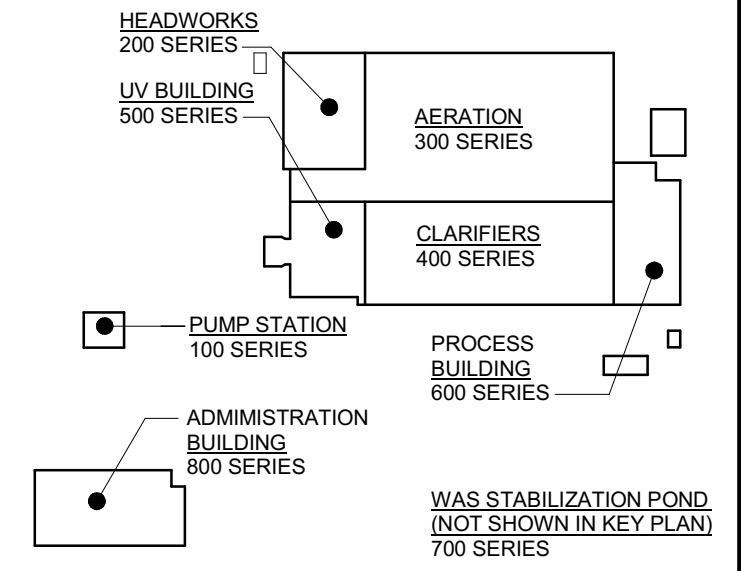 HEADWORKS
200 SERIES
UV BUILDING
500 SERIES
AERATION
300 SERIES
CLARIFIERS
400 SERIES
PUMP STATION
100 SERIES
PROCESS
BUILDING
600 SERIES
ADMIMISTRATION
BUILDING
800 SERIES
WAS STABILIZATION POND
(NOT SHOWN IN KEY PLAN)
700 SERIES